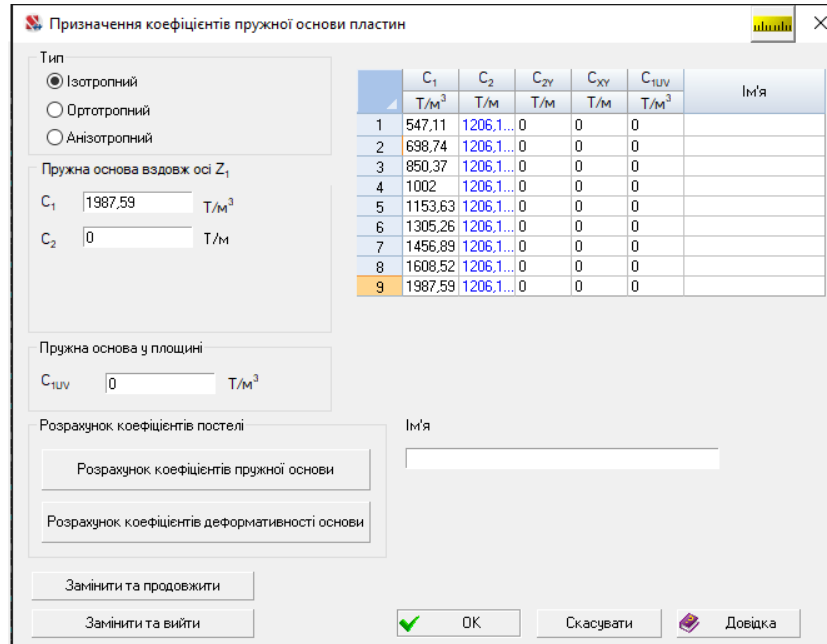 Призначення коефіцієнтів пружної основи пластин
Тип
Ізотропний
Ортотропний
Анізотропний
Пружна основа вздовж осі Z₁
C₁ 1987,59 Т/м³
C₂ 0 Т/м
Пружна основа у площині
C₁UV 0 Т/м³
Розрахунок коефіцієнтів постелі
Розрахунок коефіцієнтів пружної основи
Розрахунок коефіцієнтів деформативності основи
Замінити та продовжити
Замінити та вийти
C₁ C₂ C₂Y CXY C₁UV Ім'я
Т/м³ Т/м Т/м Т/м Т/м³
1 547,11 1206,1... 0 0 0
2 698,74 1206,1... 0 0 0
3 850,37 1206,1... 0 0 0
4 1002 1206,1... 0 0 0
5 1153,63 1206,1... 0 0 0
6 1305,26 1206,1... 0 0 0
7 1456,89 1206,1... 0 0 0
8 1608,52 1206,1... 0 0 0
9 1987,59 1206,1... 0 0 0
Ім'я
OK Скасувати Довідка